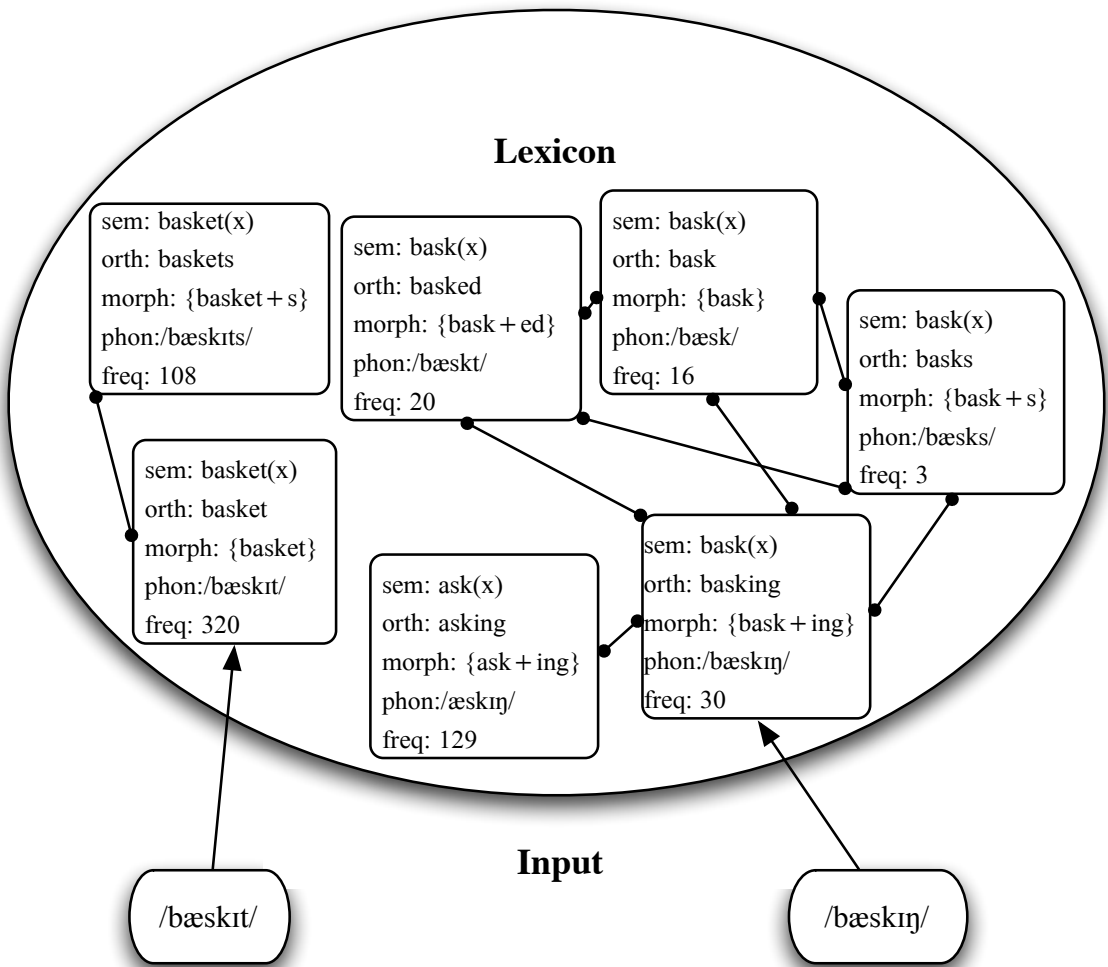 Lexicon
sem: basket(x)
orth: baskets
morph: {basket + s}
phon:/bæskɪts/
freq: 108
sem: bask(x)
orth: basked
morph: {bask + ed}
phon:/bæskt/
freq: 20
sem: bask(x)
orth: bask
morph: {bask}
phon:/bæsk/
freq: 16
sem: bask(x)
orth: basks
morph: {bask + s}
phon:/bæsks/
freq: 3
sem: basket(x)
orth: basket
morph: {basket}
phon:/bæskɪt/
freq: 320
sem: ask(x)
orth: asking
morph: {ask + ing}
phon:/æskɪŋ/
freq: 129
sem: bask(x)
orth: basking
morph: {bask + ing}
phon:/bæskɪŋ/
freq: 30
Input
/bæskɪt/
/bæskɪŋ/